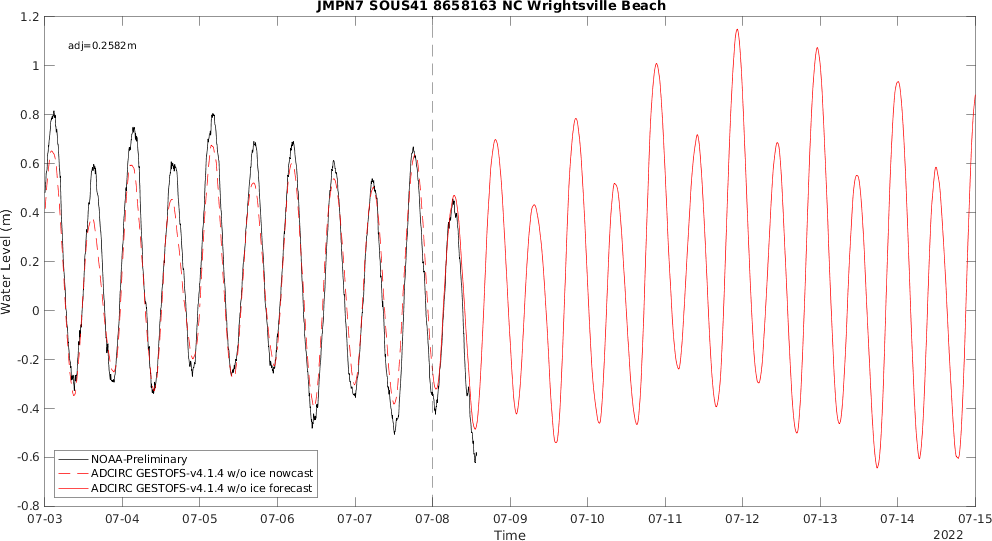 JMPN7 SOUS41 8658163 NC Wrightsville Beach
adj=0.2582m
1.2
1
0.8
0.6
0.4
0.2
0
-0.2
-0.4
-0.6
-0.8
Water Level (m)
NOAA-Preliminary
ADCIRC GESTOFS-v4.1.4 w/o ice nowcast
ADCIRC GESTOFS-v4.1.4 w/o ice forecast
07-03 07-04 07-05 07-06 07-07 07-08 07-09 07-10 07-11 07-12 07-13 07-14 07-15
Time
2022